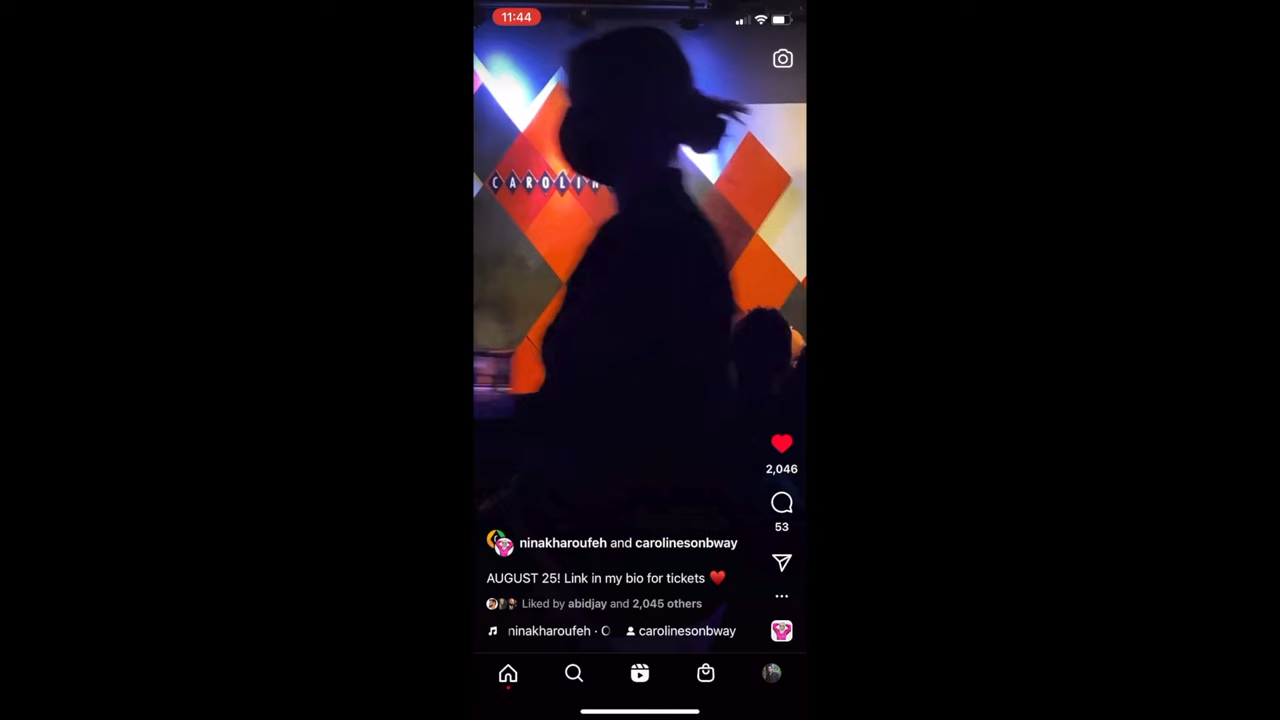 11:44
CAROLIN
2,046
53
ninakharoufeh and carolinesonbway
AUGUST 25! Link in my bio for tickets ❤️
Liked by abidjay and 2,045 others
ninakharoufeh · O
carolinesonbway